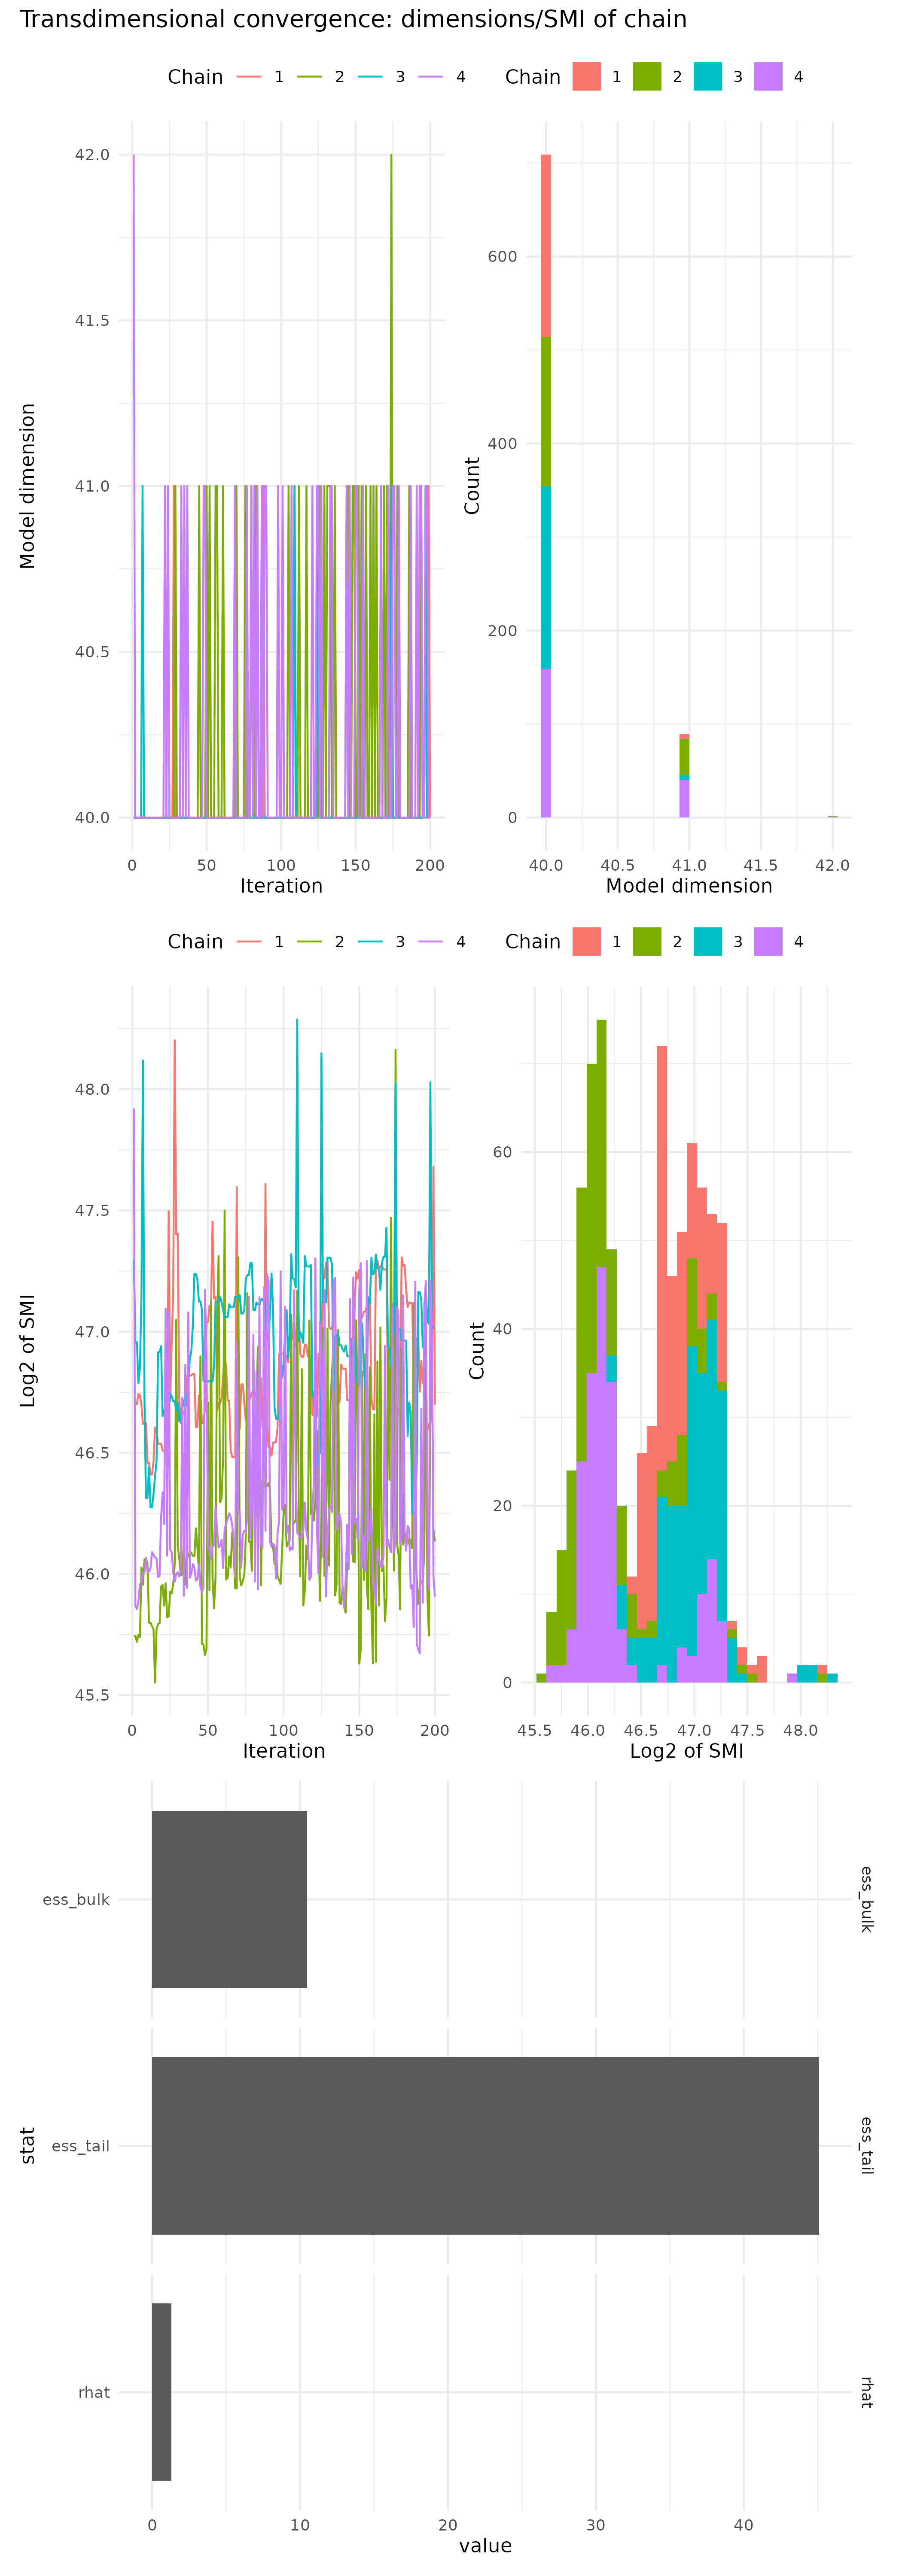 Transdimensional convergence: dimensions/SMI of chain
Chain 1 2 3 4
Chain 1 2 3 4
42.0
41.5
41.0
40.5
40.0
Model dimension
0 50 100 150 200
Iteration
600
400
200
0
Count
40.0 40.5 41.0 41.5 42.0
Model dimension
Chain 1 2 3 4
Chain 1 2 3 4
48.0
47.5
47.0
46.5
46.0
45.5
Log2 of SMI
0 50 100 150 200
Iteration
60
40
20
0
Count
45.5 46.0 46.5 47.0 47.5 48.0
Log2 of SMI
ess_bulk
ess_bulk
stat
ess_tail
ess_tail
rhat
rhat
0 10 20 30 40
value